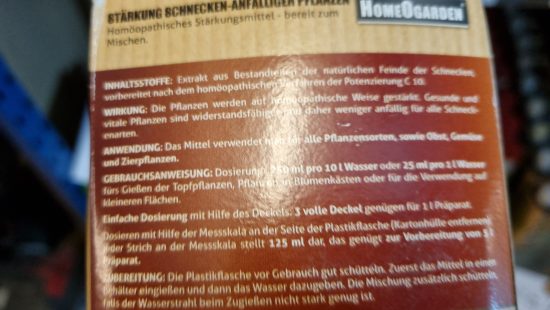 STÄRKUNG SCHNECKEN-ANFÄLLIGER PFLANZEN
HOMEOGARDEN
Homöopathisches Stärkungsmittel - bereit zum
Mischen.
INHALTSSTOFFE: Extrakt aus Bestandteilen der natürlichen Feinde der Schnecken,
vorbereitet nach dem homöopathischen Verfahren der Potenzierung C 10.
WIRKUNG: Die Pflanzen werden auf homöopathische Weise gestärkt. Gesunde und
vitale Pflanzen sind widerstandsfähig und daher weniger anfällig für alle Schneck-
enarten.
ANWENDUNG: Das Mittel verwendet man für alle Pflanzensorten, sowie Obst, Gemüse
und Zierpflanzen.
GEBRAUCHSANWEISUNG: Dosierung: 250 ml pro 10 l Wasser oder 25 ml pro 1 l Wasser
fürs Gießen der Topfpflanzen, Pflanzen in Blumenkästen oder für die Verwendung auf
kleineren Flächen.
Einfache Dosierung mit Hilfe des Deckels: 3 volle Deckel genügen für 1 l Präparat.
Dosieren mit Hilfe der Messskala an der Seite der Plastikflasche (Kartonhülle entfernen)
jeder Strich an der Messskala stellt 125 ml dar, das genügt zur Vorbereitung von 5 l
Präparat.
ZUBEREITUNG: Die Plastikflasche vor Gebrauch gut schütteln. Zuerst das Mittel in einen
Behälter eingießen und dann das Wasser dazugeben. Die Mischung zusätzlich schütteln,
falls der Wasserstrahl beim Zugießen nicht stark genug ist.